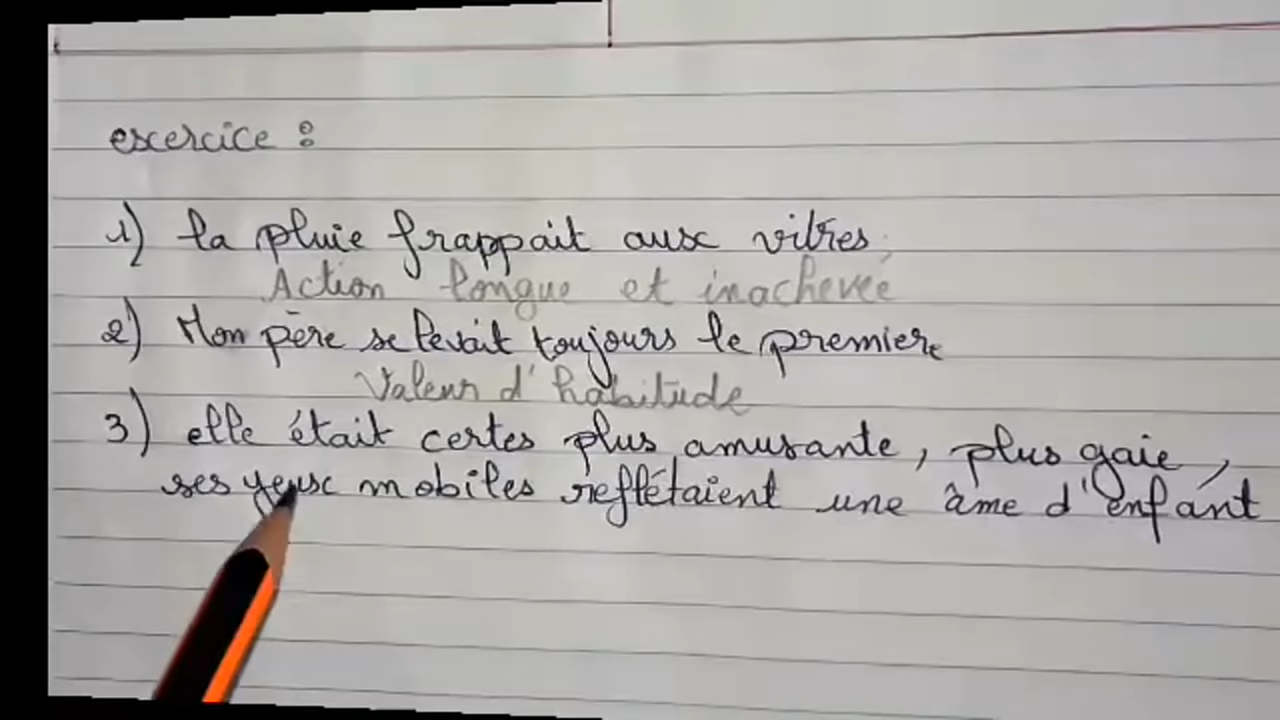 exercice :
1) la pluie frappait aux vitres,
Action longue et inachevée
2) Mon père se levait toujours le premier.
Valeur d'habitude
3) elle était certes plus amusante, plus gaie,
ses yeux mobiles reflétaient une âme d'enfant